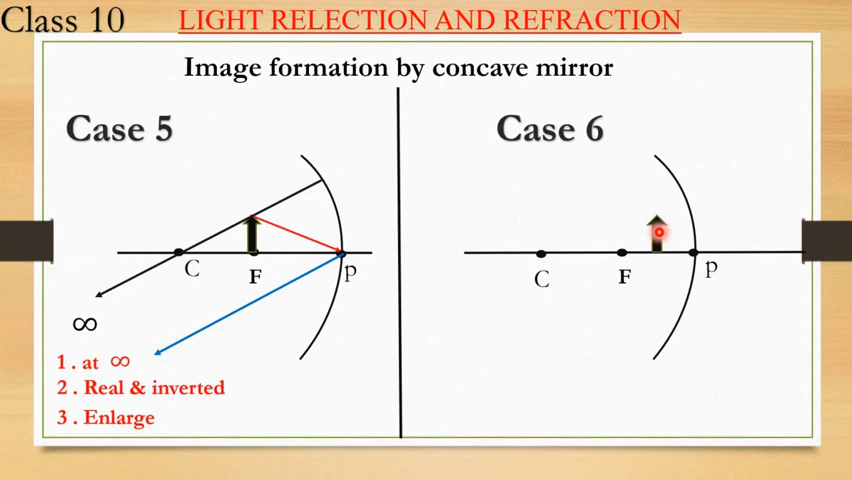 Class 10
LIGHT RELECTION AND REFRACTION
Image formation by concave mirror
Case 5
C
F
p
∞
1 . at ∞
2 . Real & inverted
3 . Enlarge
Case 6
C
F
p